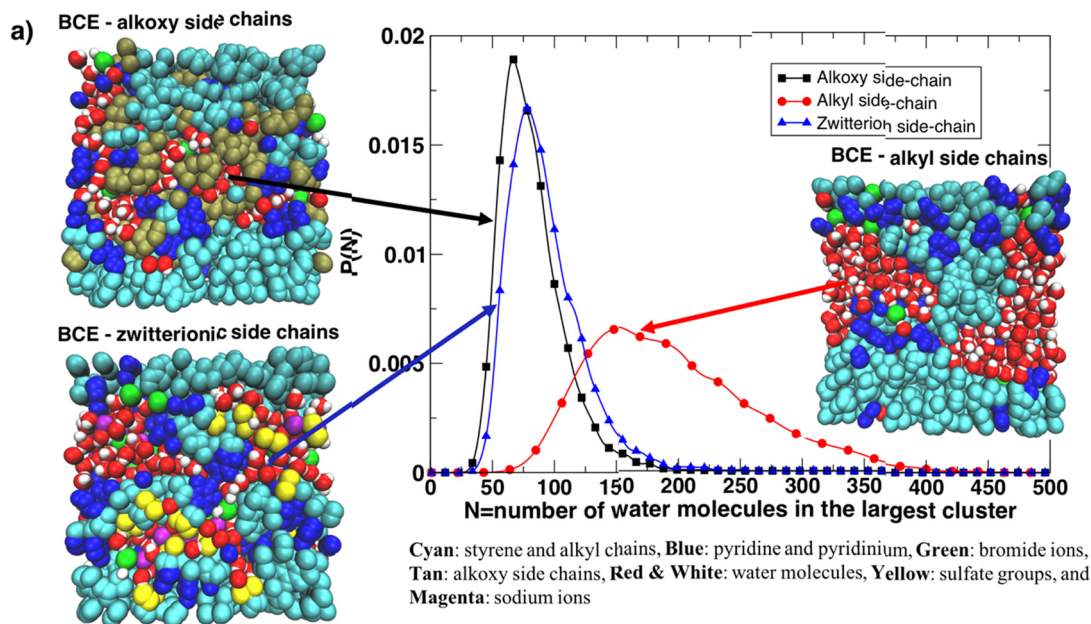 a)
BCE - alkoxy side chains
BCE - zwitterionic side chains
0.02
0.015
0.01
0.005
0
P(N)
Alkoxy side-chain
Alkyl side-chain
Zwitterion side-chain
BCE - alkyl side chains
0 50 100 150 200 250 300 350 400 450 500
N=number of water molecules in the largest cluster
Cyan: styrene and alkyl chains, Blue: pyridine and pyridinium, Green: bromide ions,
Tan: alkoxy side chains, Red & White: water molecules, Yellow: sulfate groups, and
Magenta: sodium ions